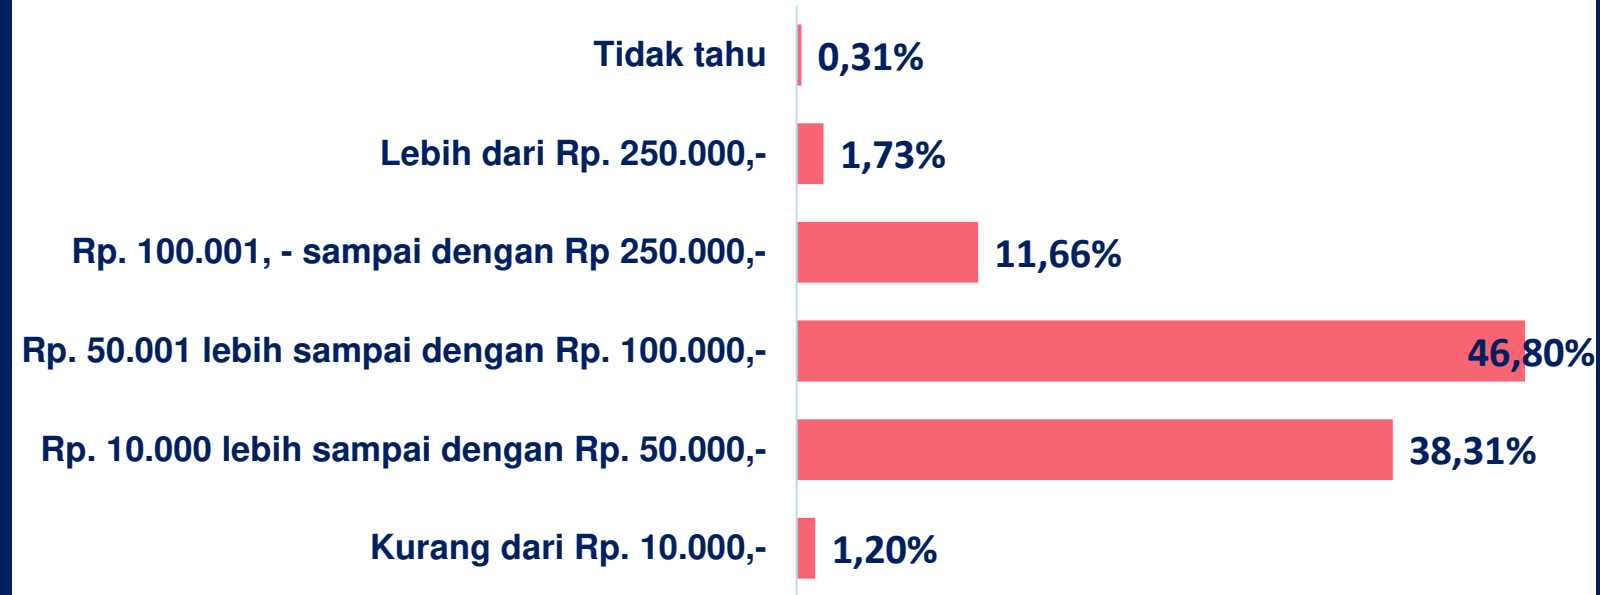 Tidak tahu 0,31%
Lebih dari Rp. 250.000,- 1,73%
Rp. 100.001, - sampai dengan Rp 250.000,- 11,66%
Rp. 50.001 lebih sampai dengan Rp. 100.000,- 46,80%
Rp. 10.000 lebih sampai dengan Rp. 50.000,- 38,31%
Kurang dari Rp. 10.000,- 1,20%